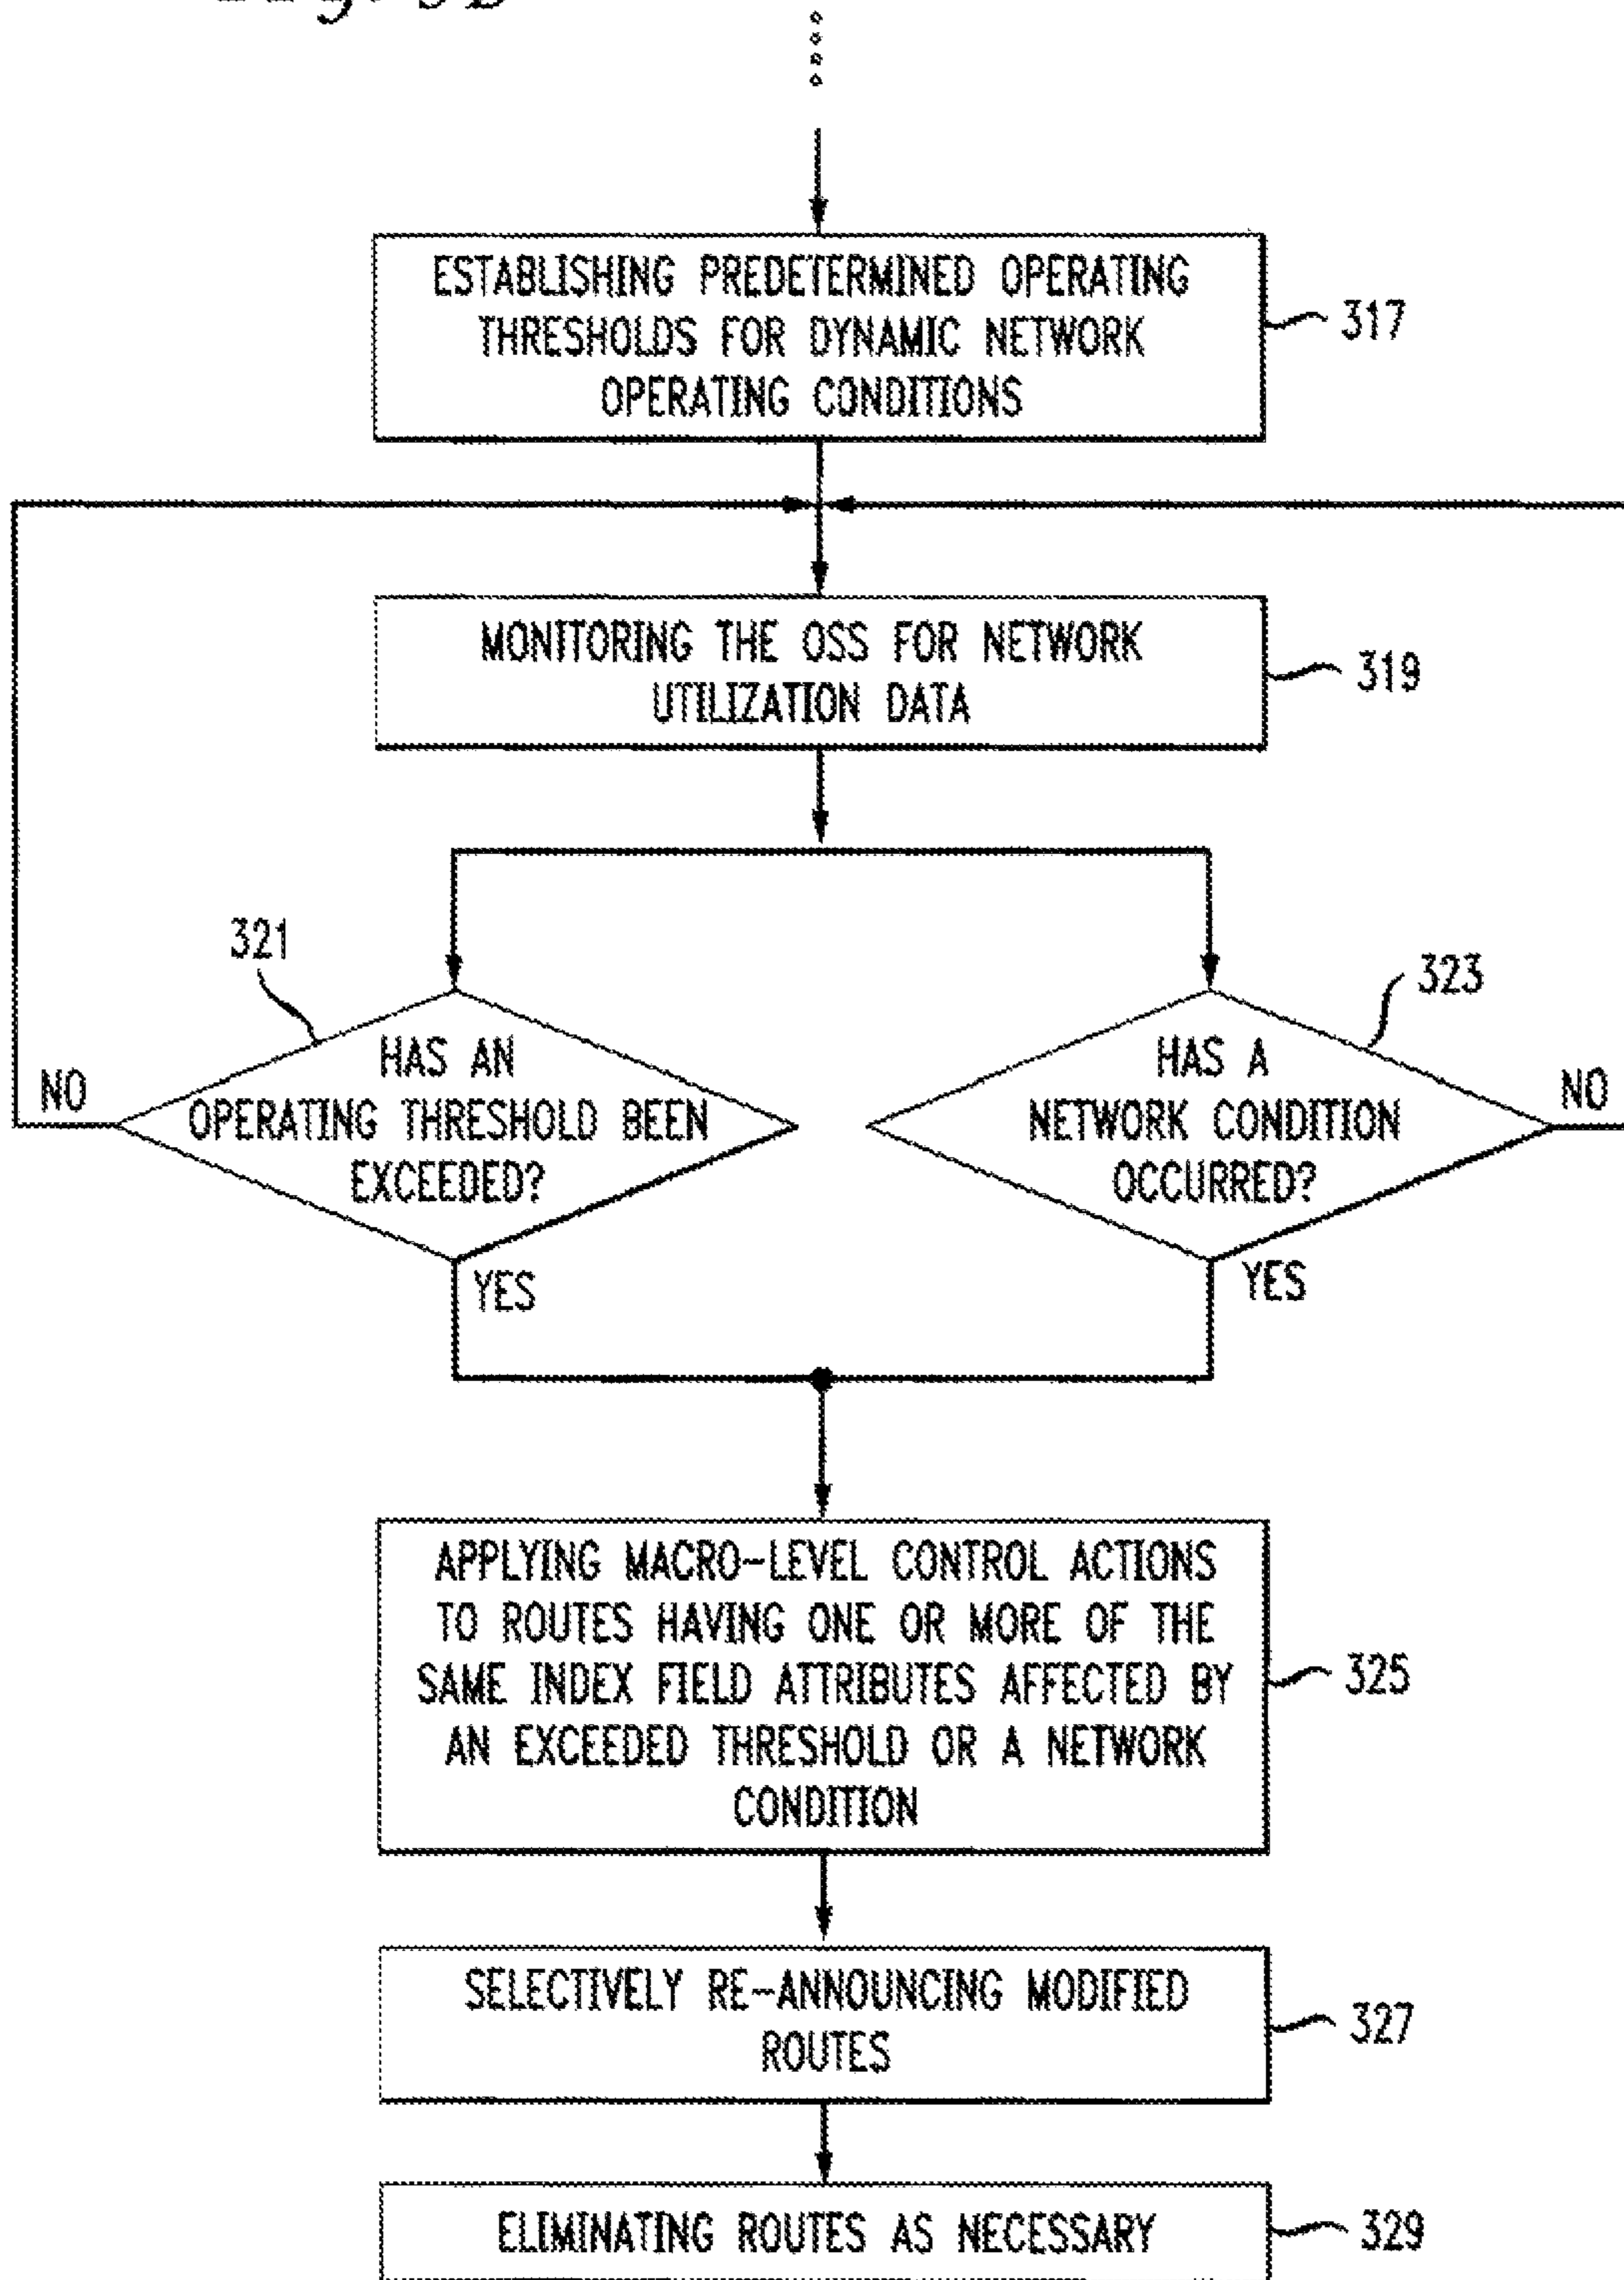 ESTABLISHING PREDETERMINED OPERATING
THRESHOLDS FOR DYNAMIC NETWORK
OPERATING CONDITIONS
317
MONITORING THE OSS FOR NETWORK
UTILIZATION DATA
319
321
HAS AN
OPERATING THRESHOLD BEEN
EXCEEDED?
NO
YES
323
HAS A
NETWORK CONDITION
OCCURRED?
NO
YES
APPLYING MACRO-LEVEL CONTROL ACTIONS
TO ROUTES HAVING ONE OR MORE OF THE
SAME INDEX FIELD ATTRIBUTES AFFECTED BY
AN EXCEEDED THRESHOLD OR A NETWORK
CONDITION
325
SELECTIVELY RE-ANNOUNCING MODIFIED
ROUTES
327
ELIMINATING ROUTES AS NECESSARY
329